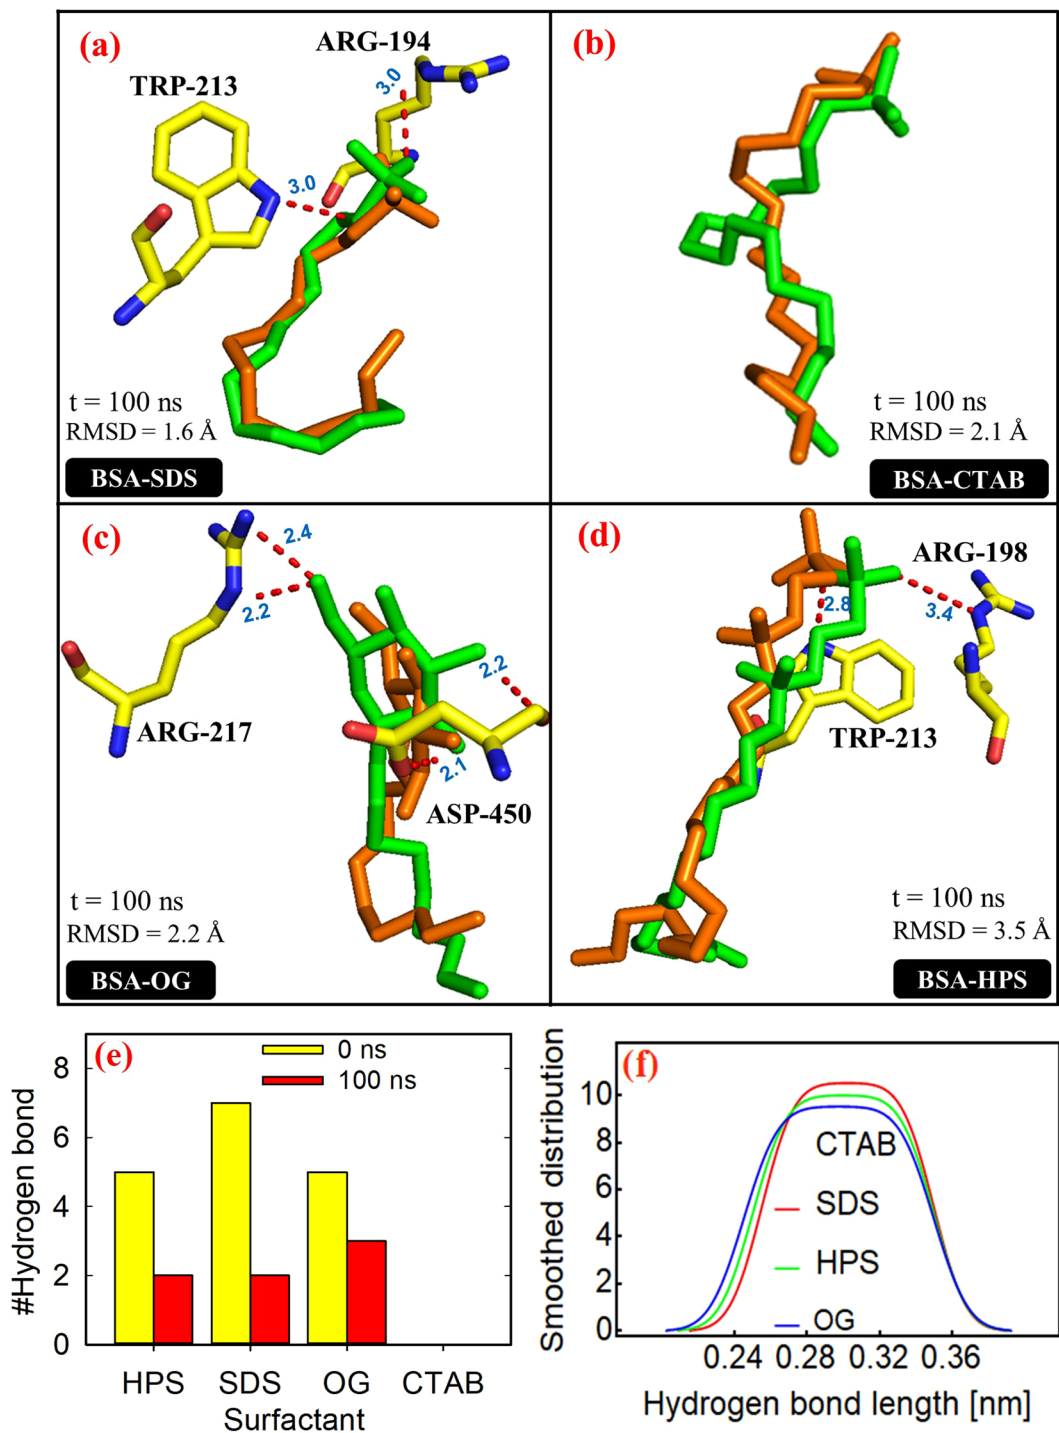 (a)
ARG-194
TRP-213
3.0
3.0
t = 100 ns
RMSD = 1.6 Å
BSA-SDS
(b)
t = 100 ns
RMSD = 2.1 Å
BSA-CTAB
(c)
2.4
2.2
2.2
ARG-217
2.1
ASP-450
t = 100 ns
RMSD = 2.2 Å
BSA-OG
(d)
ARG-198
2.8
3.4
TRP-213
t = 100 ns
RMSD = 3.5 Å
BSA-HPS
(e)
0 ns
100 ns
#Hydrogen bond
8
6
4
2
0
HPS SDS OG CTAB
Surfactant
(f)
Smoothed distribution
10
8
6
4
2
0
CTAB
SDS
HPS
OG
0.24 0.28 0.32 0.36
Hydrogen bond length [nm]